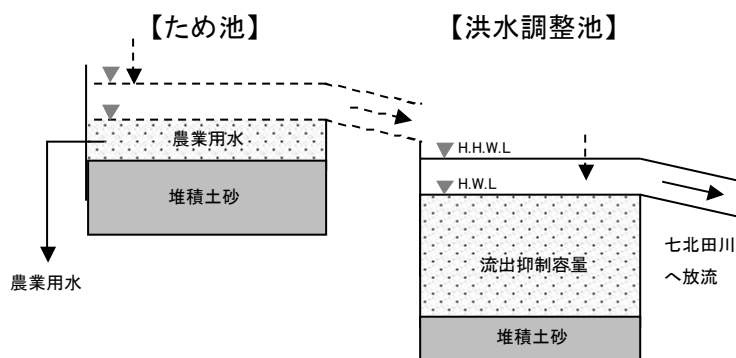 【ため池】
【洪水調整池】
農業用水
堆積土砂
農業用水
H.H.W.L
H.W.L
流出抑制容量
堆積土砂
七北田川
へ放流